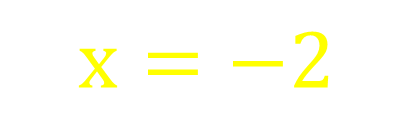 x = −2